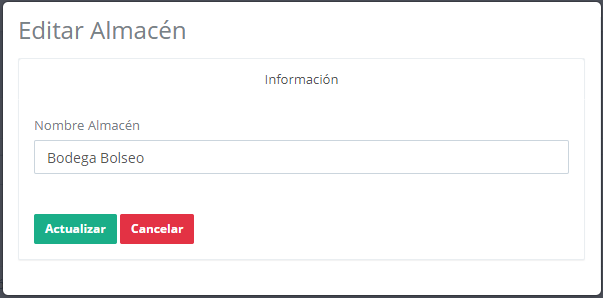 Editar Almacén
Información
Nombre Almacén
Bodega Bolseo
Actualizar Cancelar